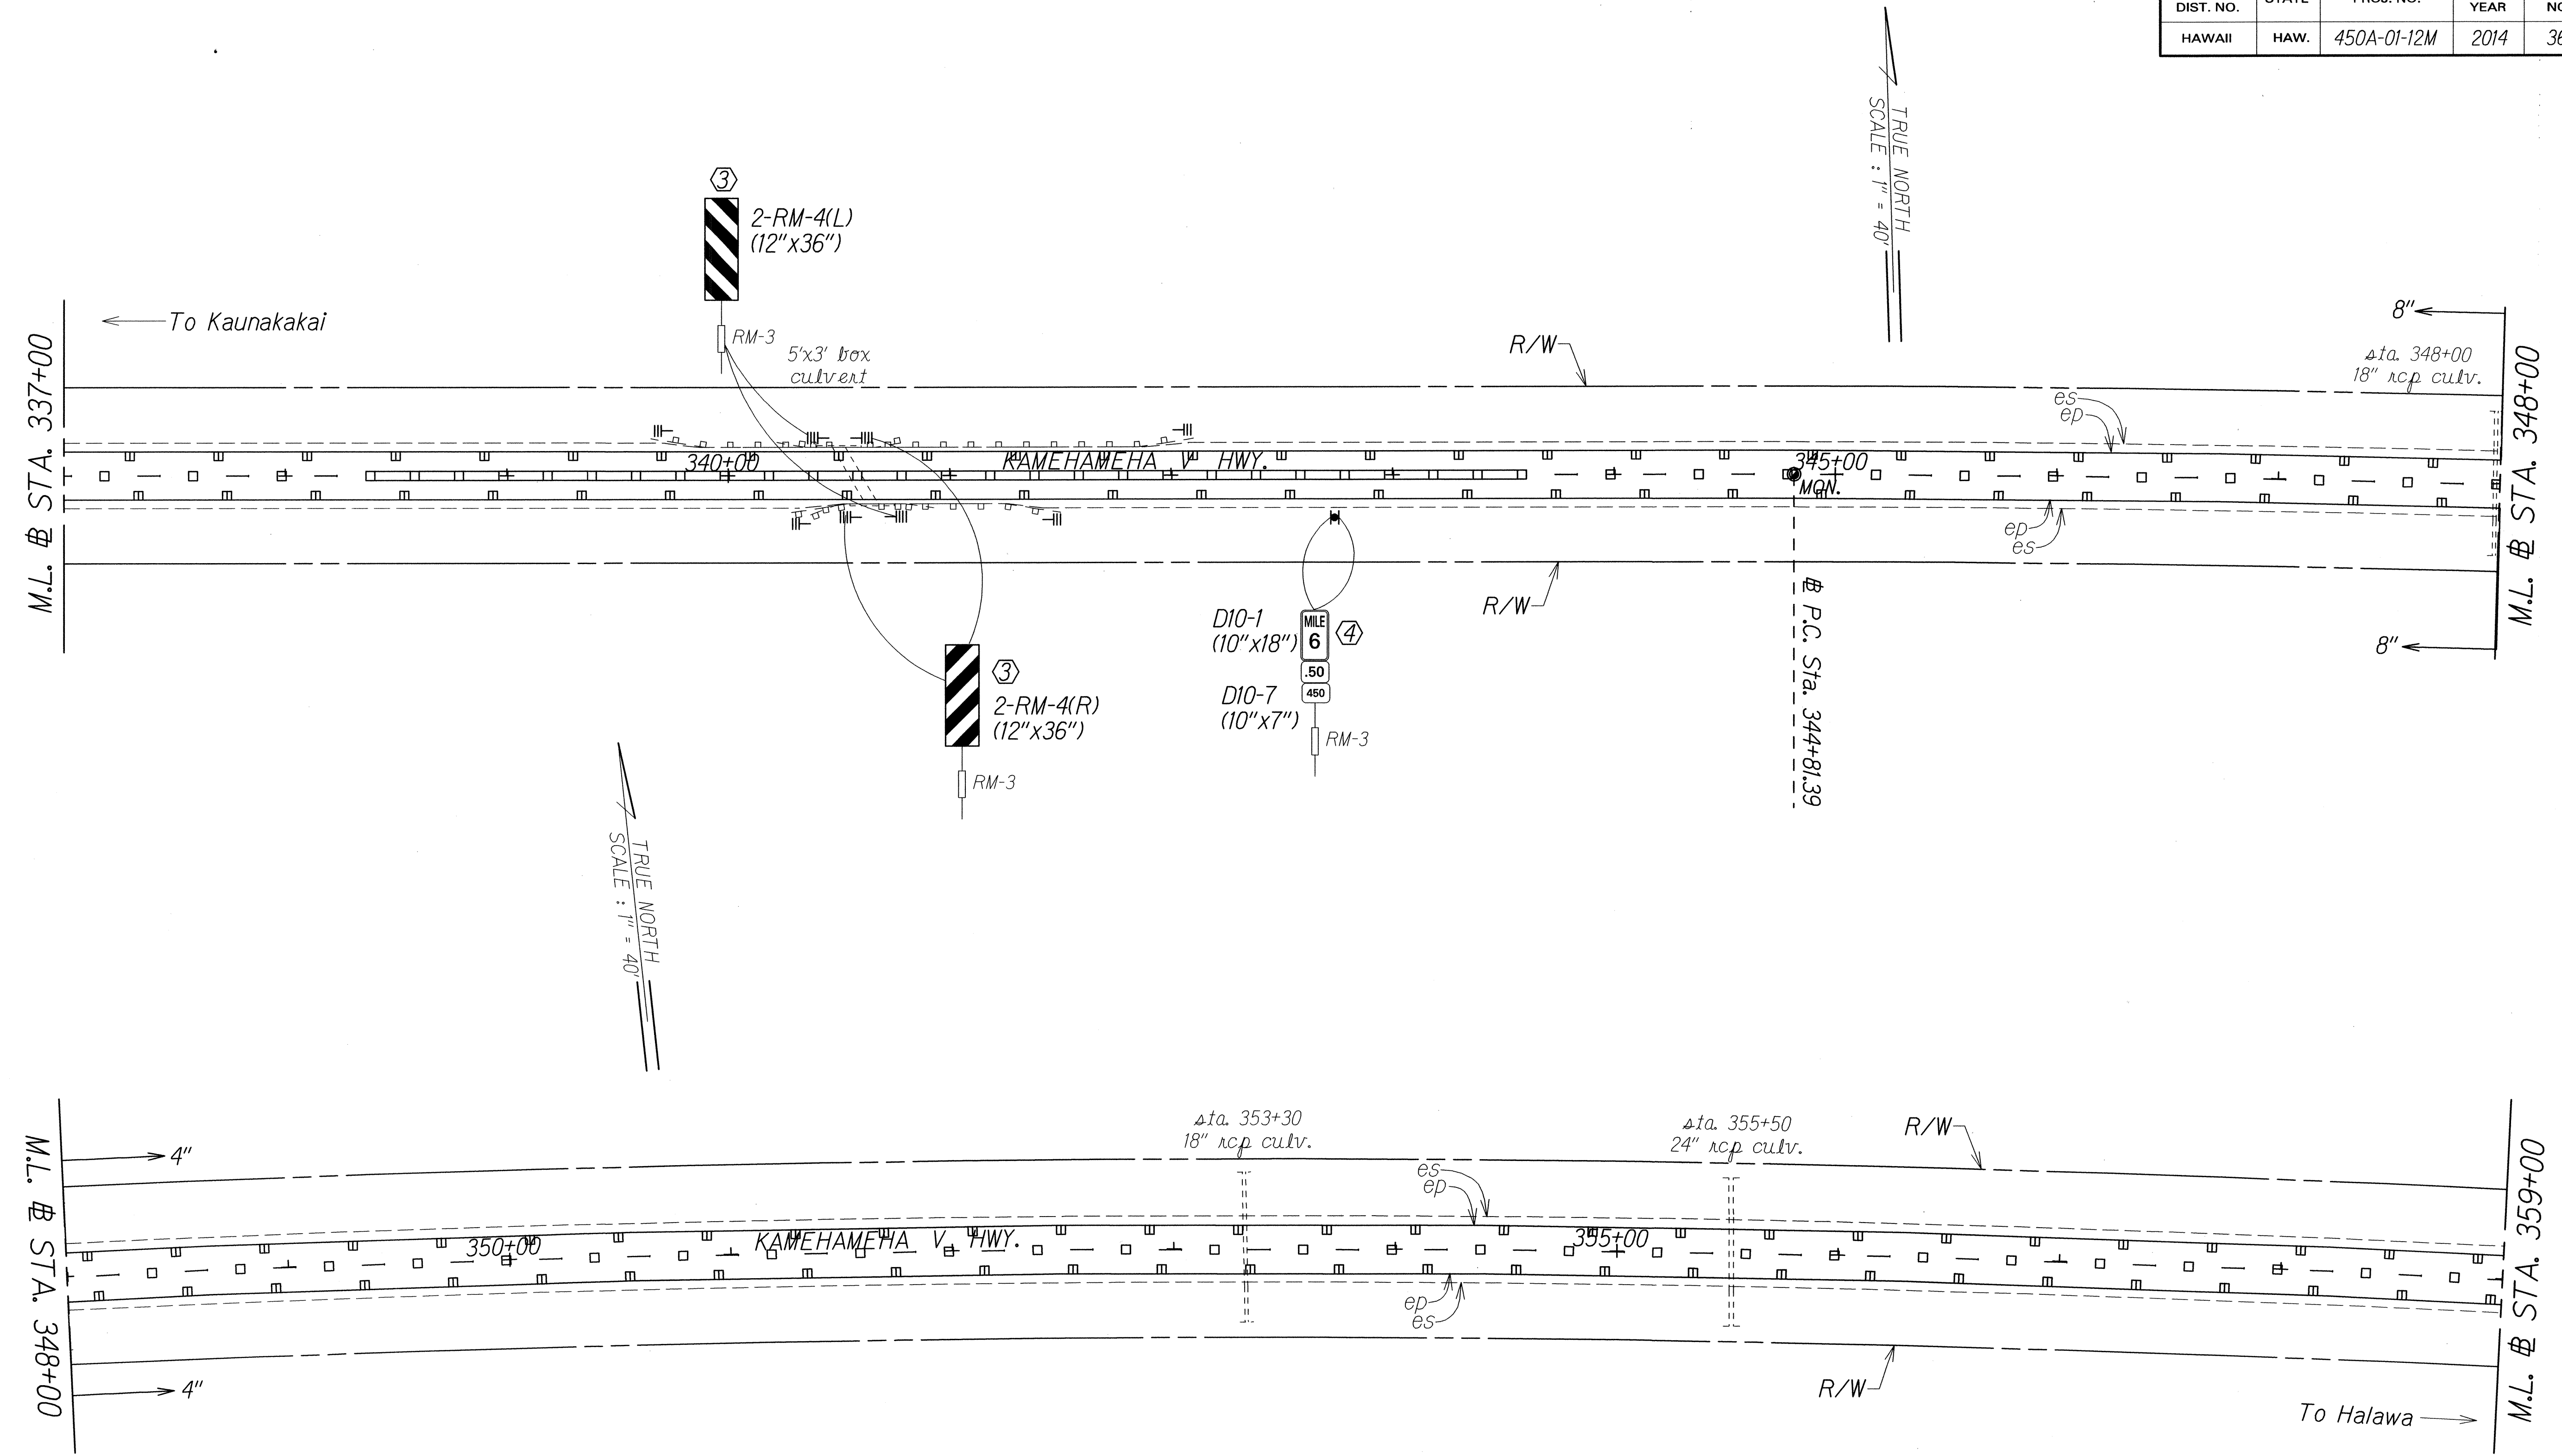 DIST. NO. STATE PROJ. NO. YEAR
HAWAII HAW. 450A-01-12M 2014 36
TRUE NORTH
SCALE : 1" = 40'
3
2-RM-4(L)
(12"x36")
RM-3
5'x3' box
culvert
To Kaunakakai
M.L. ⅊ STA. 337+00
R/W
8"
sta. 348+00
18" rcp culv.
es
ep
340+00
KAMEHAMEHA V HWY.
345+00
MON.
ep
es
M.L. ⅊ STA. 348+00
8"
R/W
3
2-RM-4(R)
(12"x36")
RM-3
D10-1
(10"x18")
MILE
6
4
.50
450
D10-7
(10"x7")
RM-3
P.C. Sta. 344+81.39
TRUE NORTH
SCALE : 1" = 40'
M.L. ⅊ STA. 348+00
4"
sta. 353+30
18" rcp culv.
sta. 355+50
24" rcp culv.
R/W
es
ep
350+00
KAMEHAMEHA V HWY.
355+00
ep
es
4"
R/W
To Halawa
M.L. ⅊ STA. 359+00